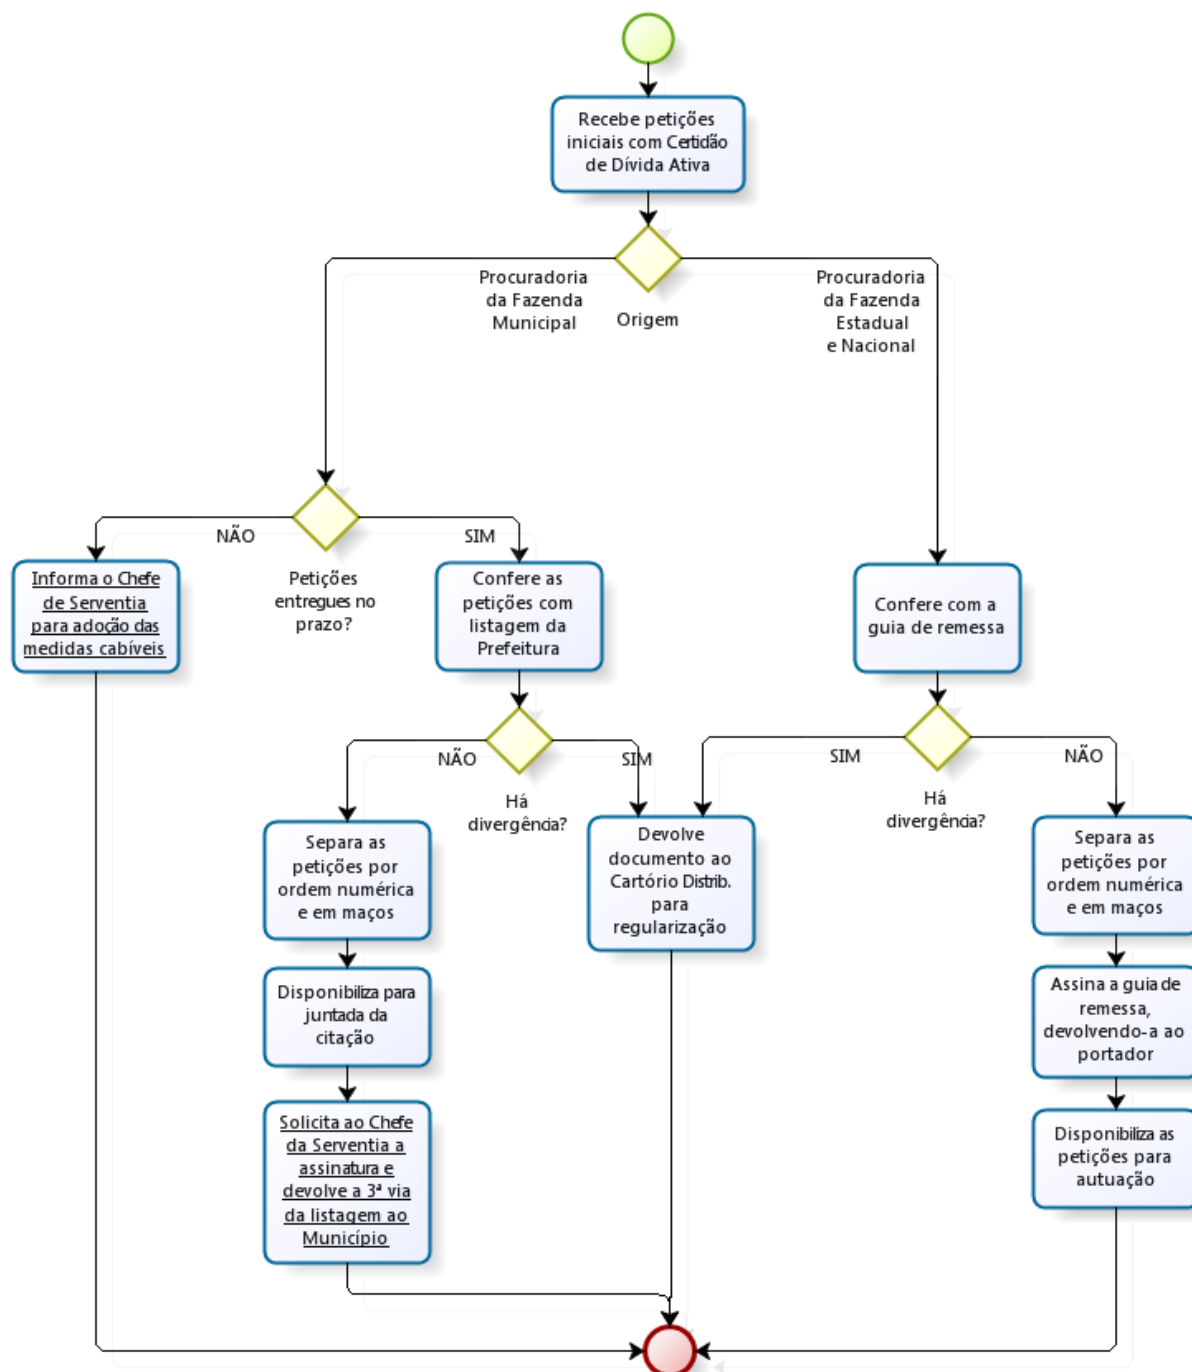 Recebe petições
iniciais com Certidão
de Dívida Ativa
Procuradoria
da Fazenda
Municipal
Origem
Procuradoria
da Fazenda
Estadual
e Nacional
NÃO
SIM
Petições
entregues no
prazo?
Informa o Chefe
de Serventia
para adoção das
medidas cabíveis
Confere as
petições com
listagem da
Prefeitura
Confere com a
guia de remessa
NÃO
SIM
Há
divergência?
SIM
NÃO
Há
divergência?
Separa as
petições por
ordem numérica
e em maços
Devolve
documento ao
Cartório Distrib.
para
regularização
Separa as
petições por
ordem numérica
e em maços
Disponibiliza para
juntada da
citação
Assina a guia de
remessa,
devolvendo-a ao
portador
Solicita ao Chefe
da Serventia a
assinatura e
devolve a 3ª via
da listagem ao
Município
Disponibiliza as
petições para
autuação